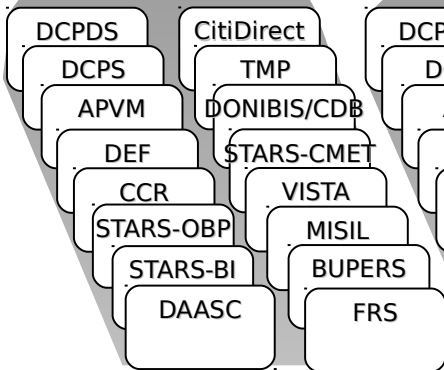 DCPDS
DCPS
APVM
DEF
CCR
STARS-OBP
STARS-BI
DAASC
CitiDirect
TMP
DONIBIS/CDB
STARS-CMET
VISTA
MISIL
BUPERS
FRS
DCP
D